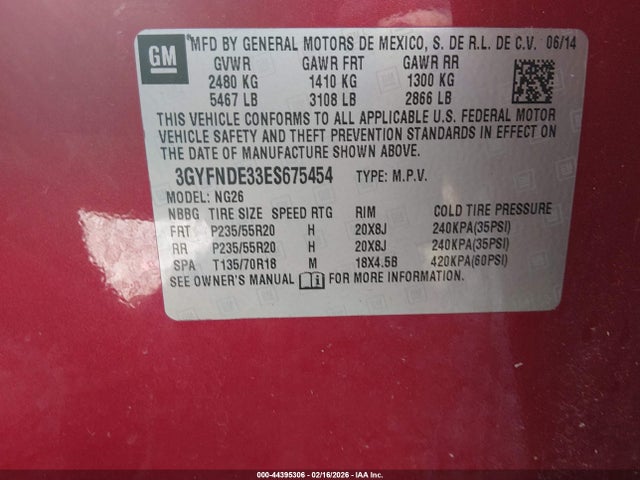 GM
MFD BY GENERAL MOTORS DE MEXICO, S. DE R.L. DE C.V. 06/14
GVWR GAWR FRT GAWR RR
2480 KG 1410 KG 1300 KG
5467 LB 3108 LB 2866 LB
THIS VEHICLE CONFORMS TO ALL APPLICABLE U.S. FEDERAL MOTOR
VEHICLE SAFETY AND THEFT PREVENTION STANDARDS IN EFFECT ON
THE DATE OF MANUFACTURE SHOWN ABOVE.
3GYFNDE33ES675454 TYPE: M.P.V.
MODEL: NG26
NBBG TIRE SIZE SPEED RTG RIM COLD TIRE PRESSURE
FRT P235/55R20 H 20X8J 240KPA(35PSI)
RR P235/55R20 H 20X8J 240KPA(35PSI)
SPA T135/70R18 M 18X4.5B 420KPA(60PSI)
SEE OWNER'S MANUAL FOR MORE INFORMATION.
000-44395306 - 02/16/2026 - IAA Inc.